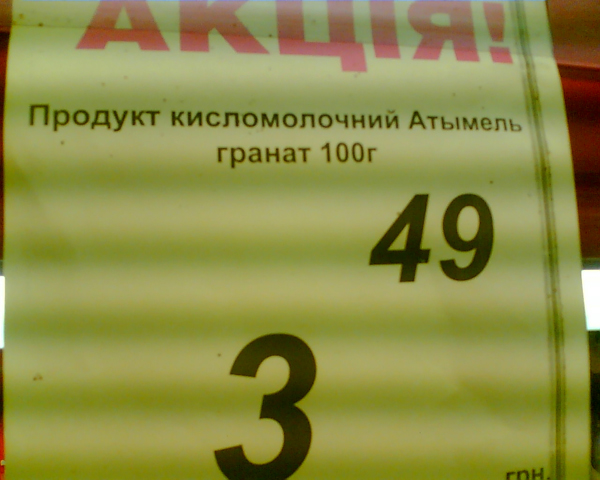 АКЦІЯ!
Продукт кисломолочний Атымель
гранат 100г
49
3
грн.